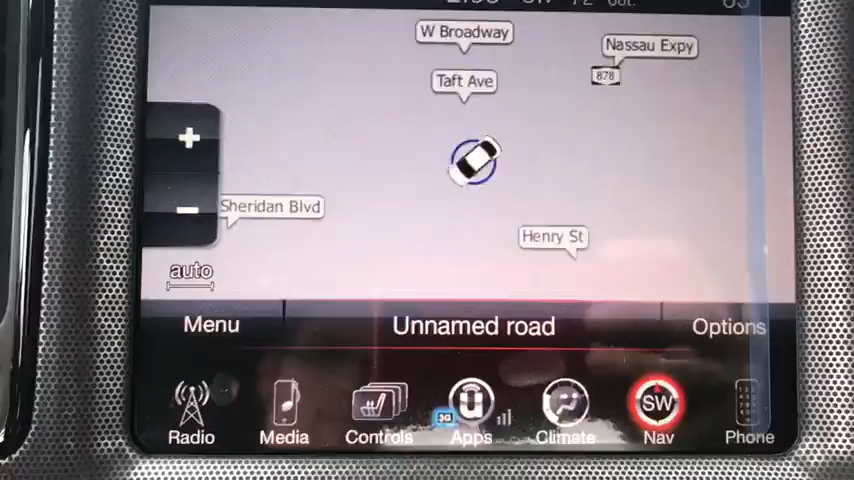 W Broadway
Nassau Expy
878
Taft Ave
+
−
Sheridan Blvd
Henry St
auto
Menu
Unnamed road
Options
3G
SW
Radio
Media
Controls
Apps
Climate
Nav
Phone